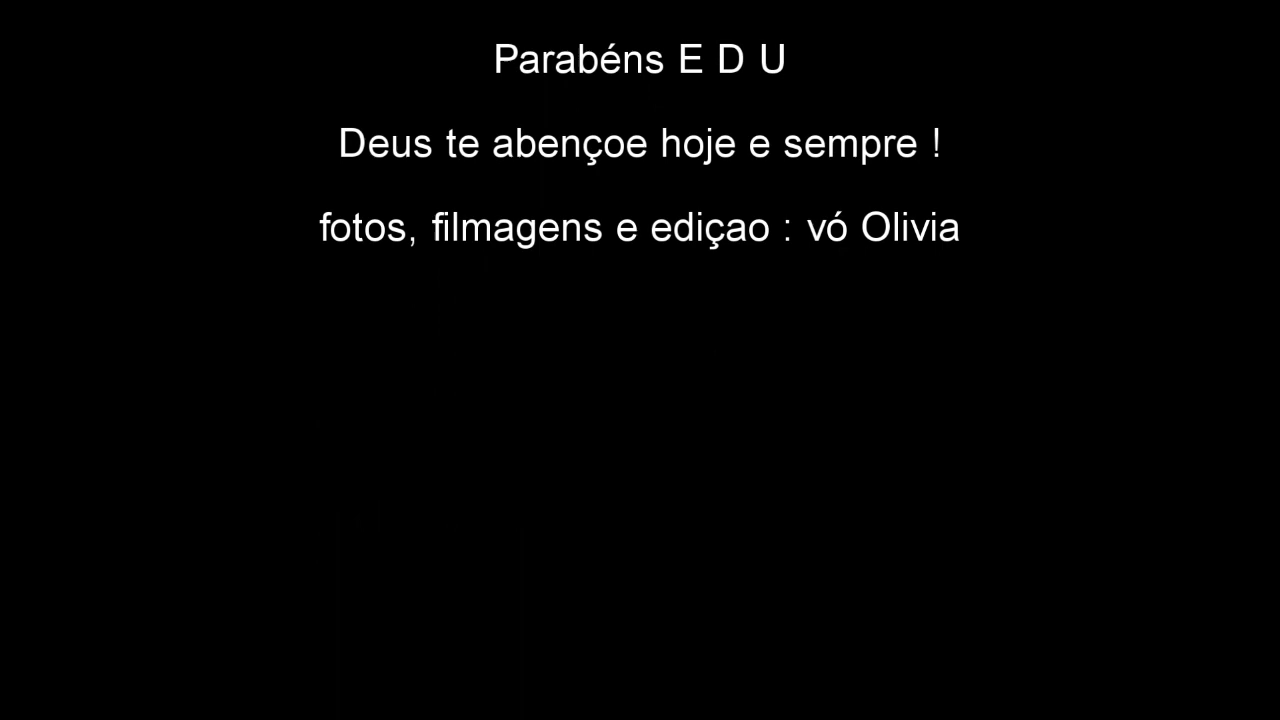 Parabéns E D U
Deus te abençoe hoje e sempre !
fotos, filmagens e ediçao : vó Olivia